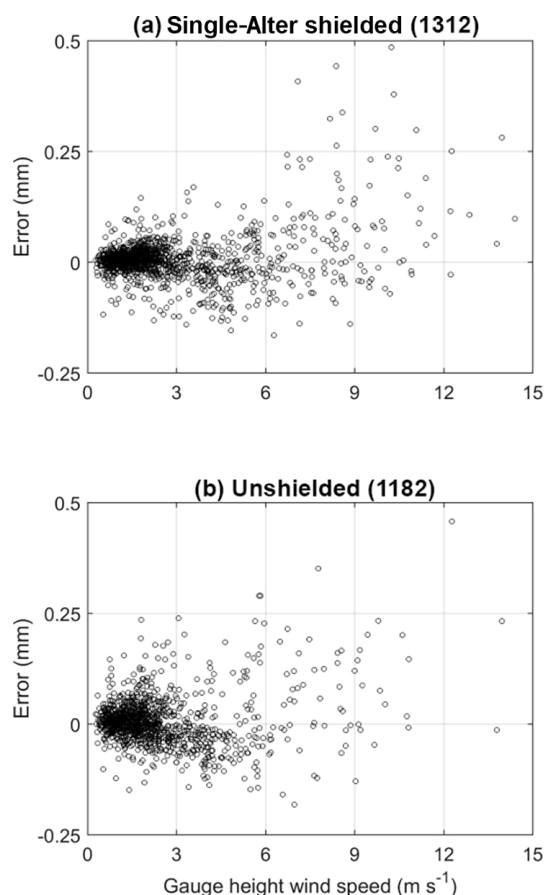 (a) Single-Alter shielded (1312)
0.5
0.25
0
-0.25
Error (mm)
0 3 6 9 12 15
(b) Unshielded (1182)
0.5
0.25
0
-0.25
Error (mm)
0 3 6 9 12 15
Gauge height wind speed (m s⁻¹)